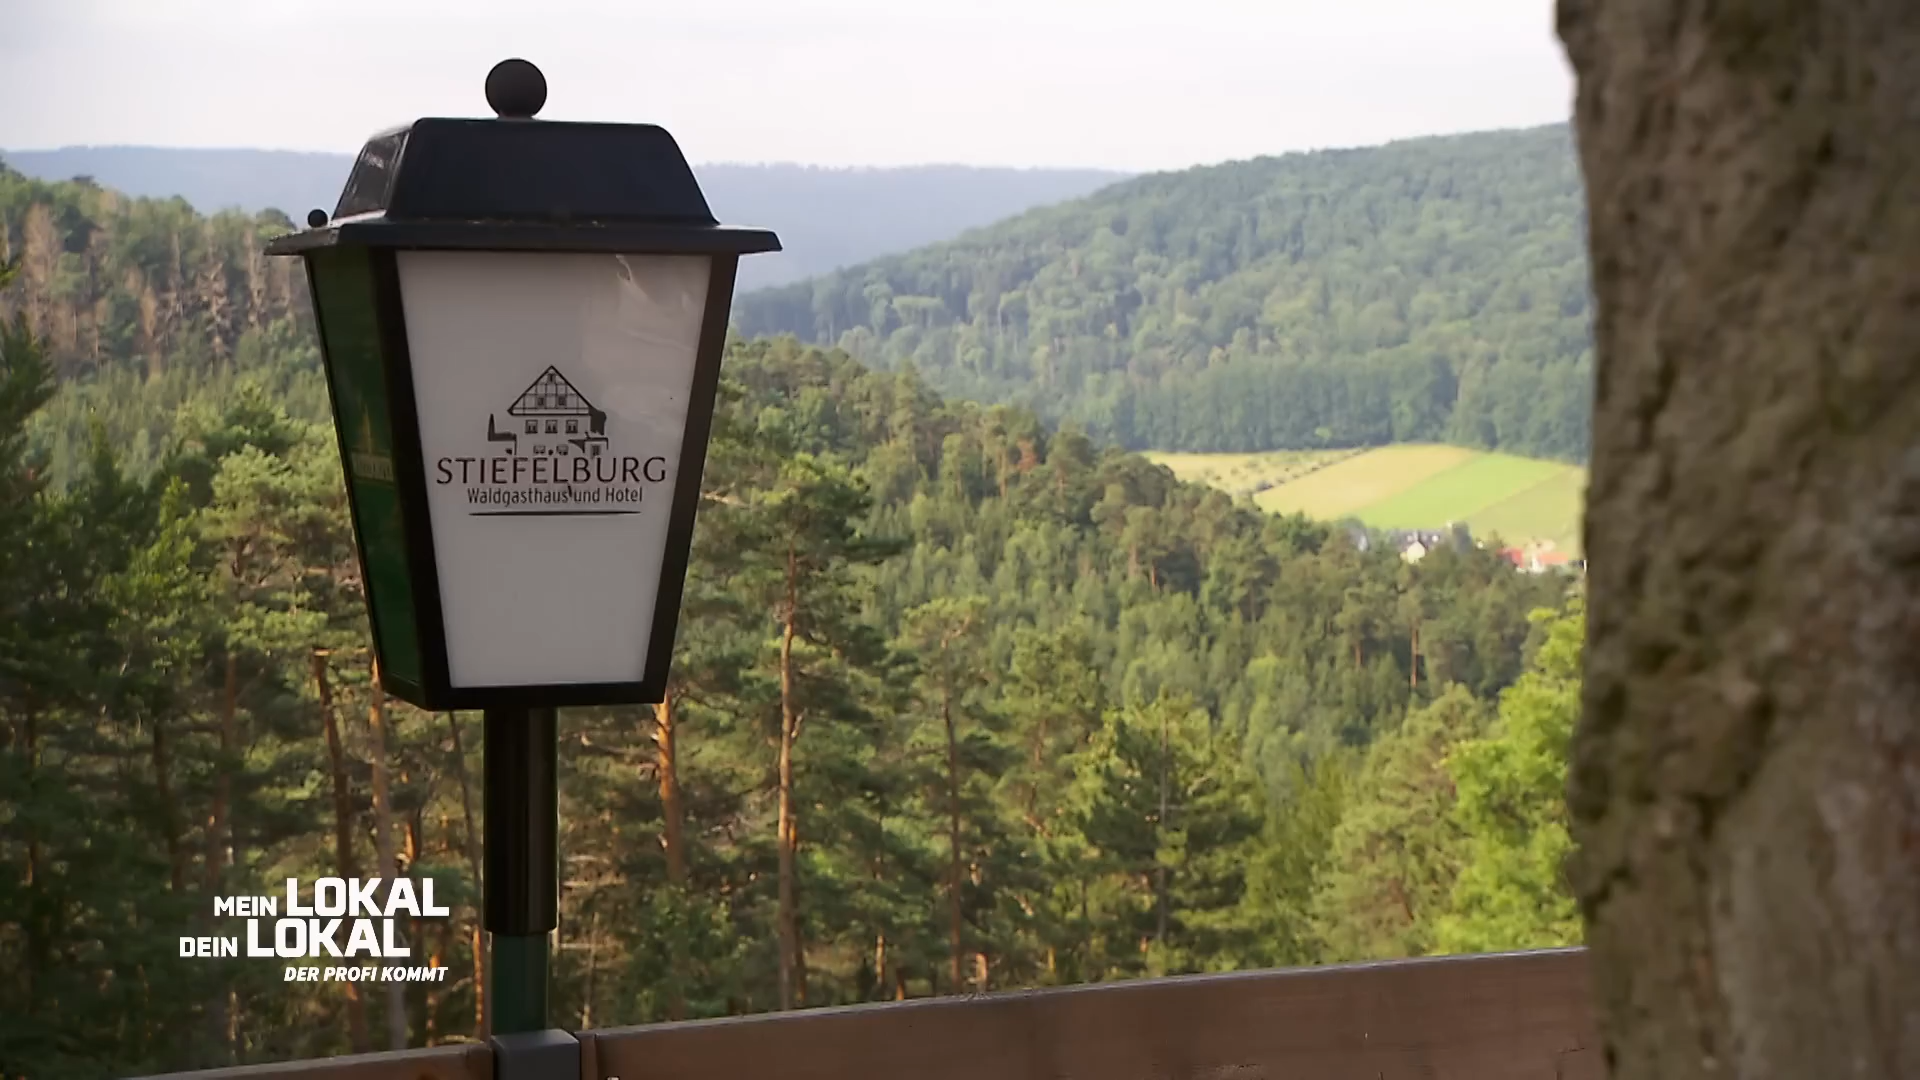 STIEFELBURG
Waldgasthaus und Hotel
MEIN LOKAL
DEIN LOKAL
DER PROFI KOMMT